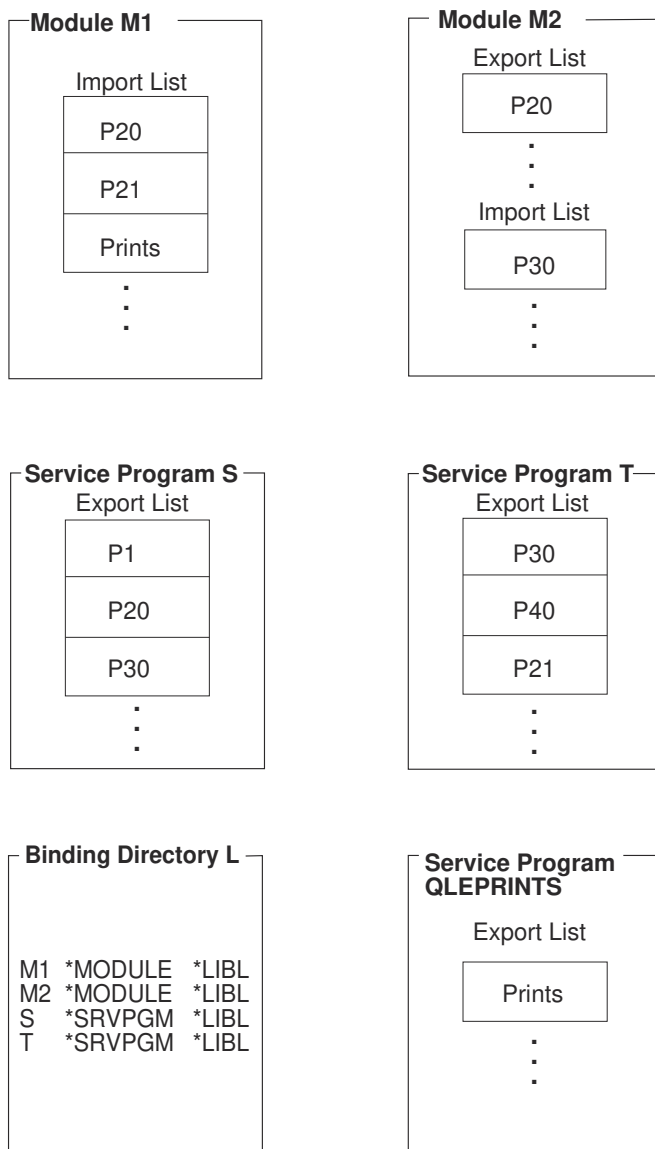 Module M1
Import List
P20
P21
Prints
.
.
.
Module M2
Export List
P20
.
.
.
Import List
P30
.
.
.
Service Program S
Export List
P1
P20
P30
.
.
.
Service Program T
Export List
P30
P40
P21
.
.
.
Binding Directory L
M1 *MODULE *LIBL
M2 *MODULE *LIBL
S *SRVPGM *LIBL
T *SRVPGM *LIBL
Service Program
QLEPRINTS
Export List
Prints
.
.
.